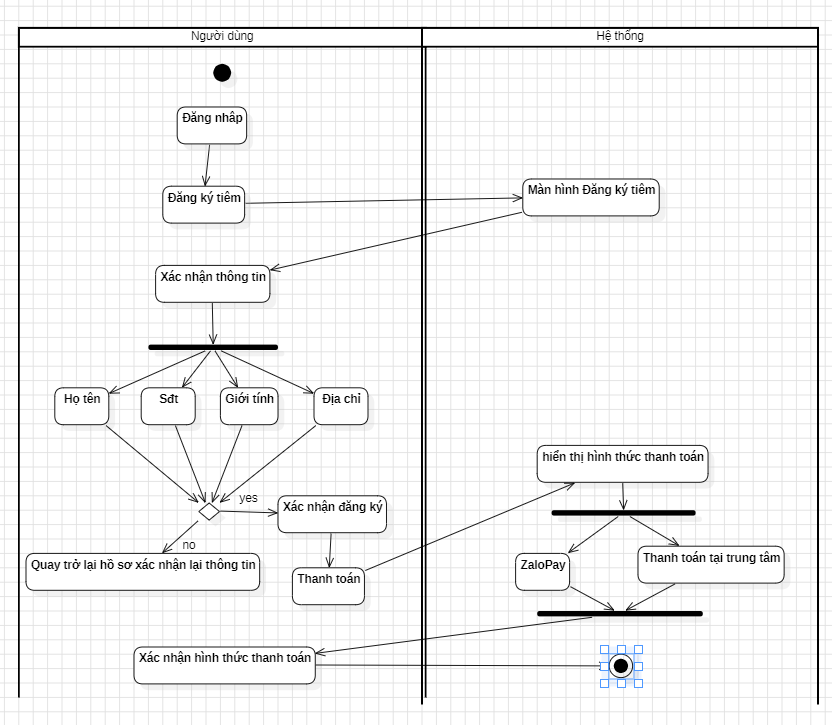 Người dùng
Hệ thống
Đăng nhâp
Đăng ký tiêm
Màn hình Đăng ký tiêm
Xác nhận thông tin
Họ tên
Sđt
Giới tính
Địa chỉ
hiển thị hình thức thanh toán
yes
Xác nhận đăng ký
no
Quay trở lại hồ sơ xác nhận lại thông tin
Thanh toán
ZaloPay
Thanh toán tại trung tâm
Xác nhận hình thức thanh toán